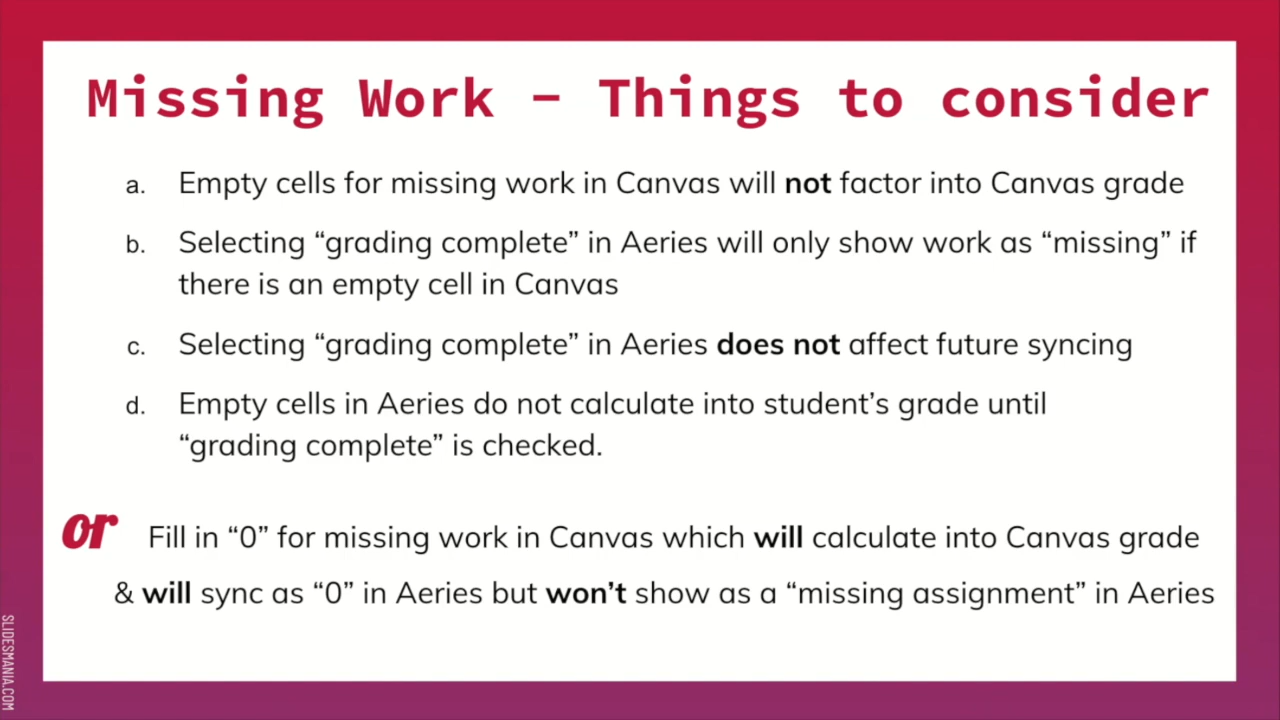 Missing Work – Things to consider
a. Empty cells for missing work in Canvas will not factor into Canvas grade
b. Selecting “grading complete” in Aeries will only show work as “missing” if
there is an empty cell in Canvas
c. Selecting “grading complete” in Aeries does not affect future syncing
d. Empty cells in Aeries do not calculate into student’s grade until
“grading complete” is checked.
or Fill in “0” for missing work in Canvas which will calculate into Canvas grade
& will sync as “0” in Aeries but won’t show as a “missing assignment” in Aeries
SLIDESMANIA.COM